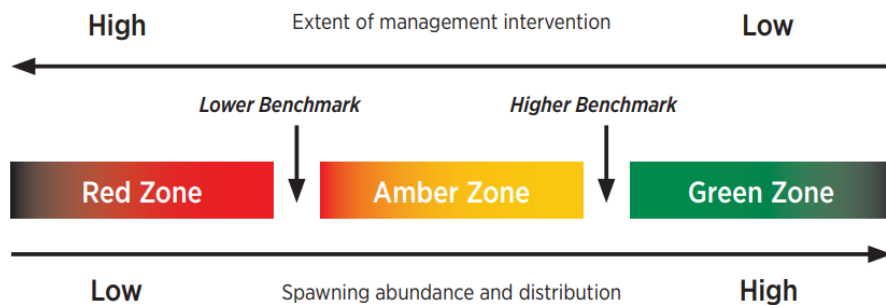 High Extent of management intervention Low
Lower Benchmark Higher Benchmark
Red Zone Amber Zone Green Zone
Low Spawning abundance and distribution High